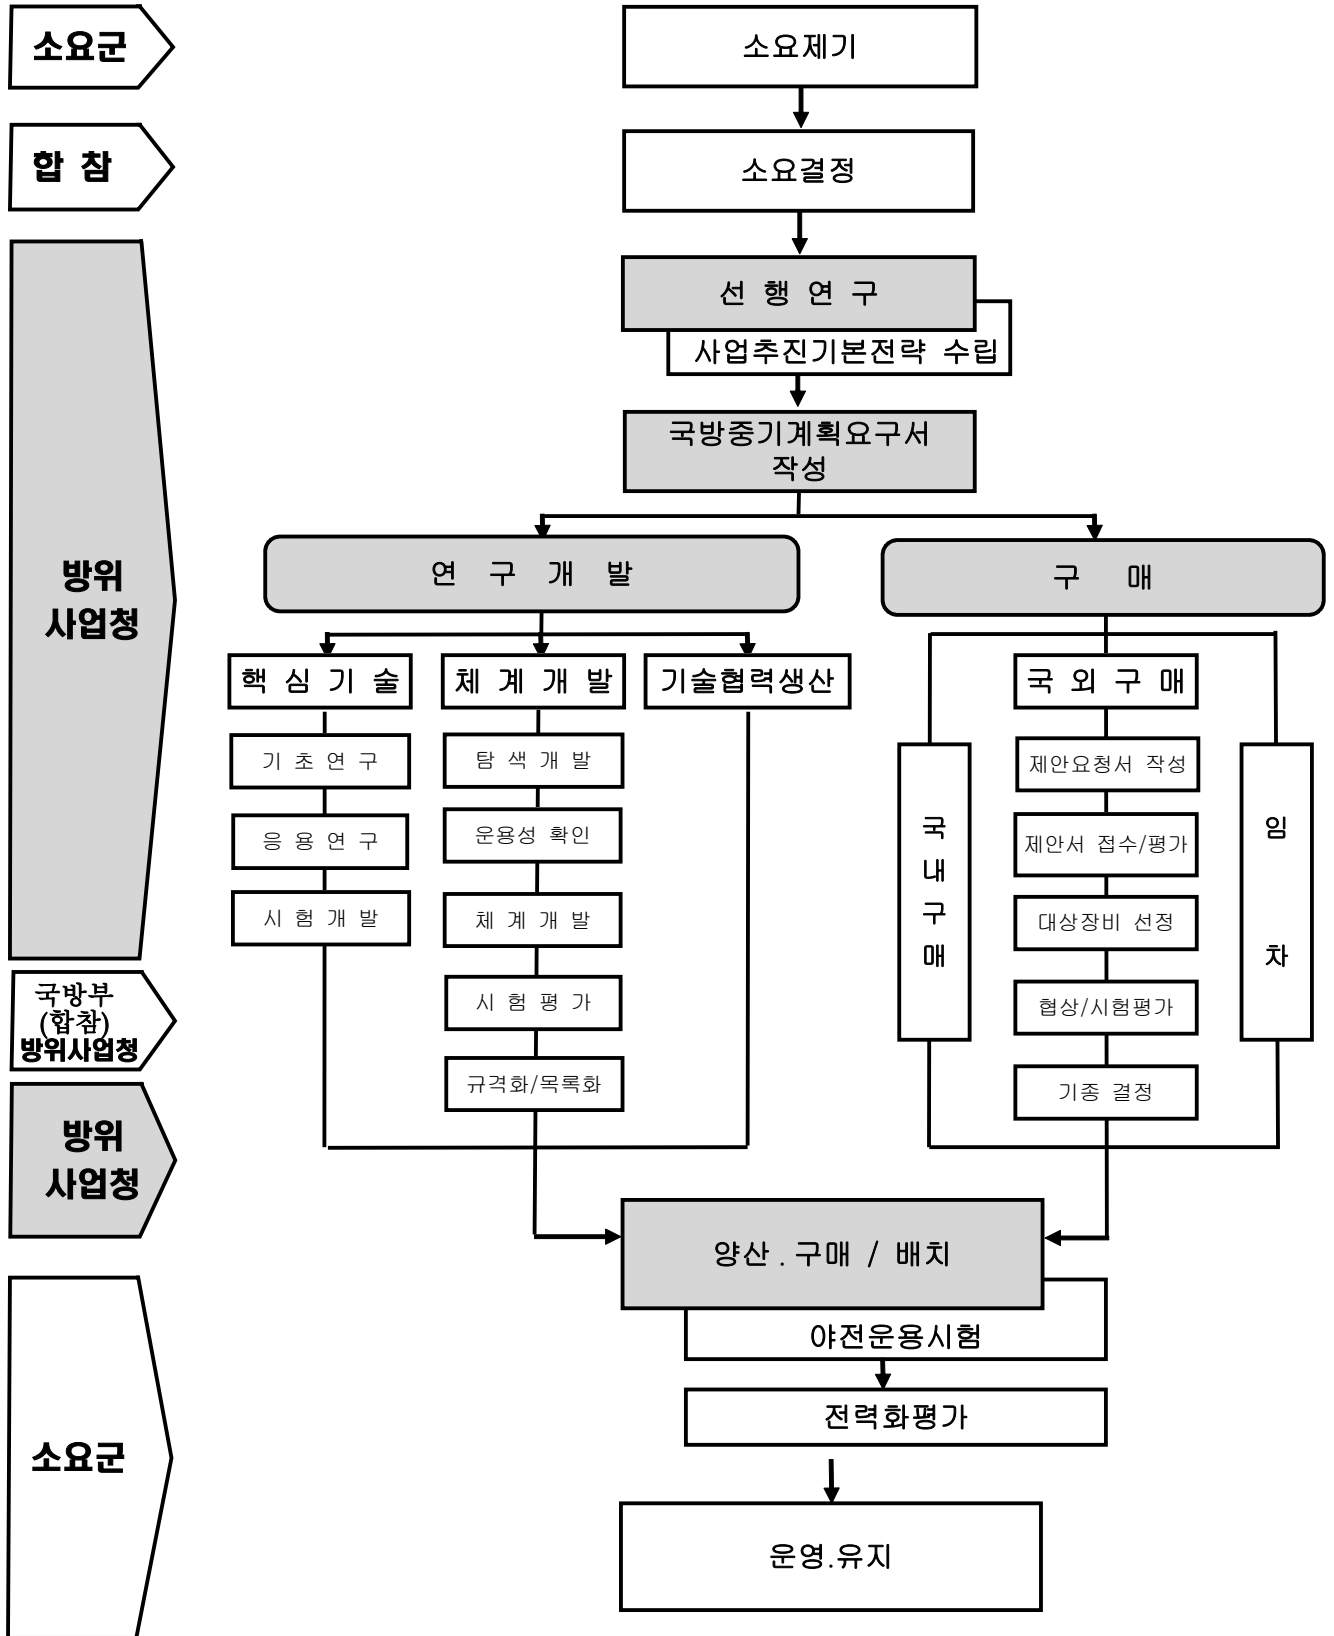 소요군
소요제기
합 참
소요결정
선 행 연 구
사업추진기본전략 수립
국방중기계획요구서
작성
방위
사업청
연 구 개 발
구 매
핵 심 기 술
체 계 개 발
기술협력생산
국 외 구 매
기 초 연 구
탐 색 개 발
제안요청서 작성
응 용 연 구
운용성 확인
제안서 접수/평가
시 험 개 발
체 계 개 발
대상장비 선정
시 험 평 가
협상/시험평가
규격화/목록화
기종 결정
국
내
구
매
임
차
국방부
(합참)
방위사업청
방위
사업청
양산 . 구매 / 배치
야전운용시험
전력화평가
소요군
운영.유지